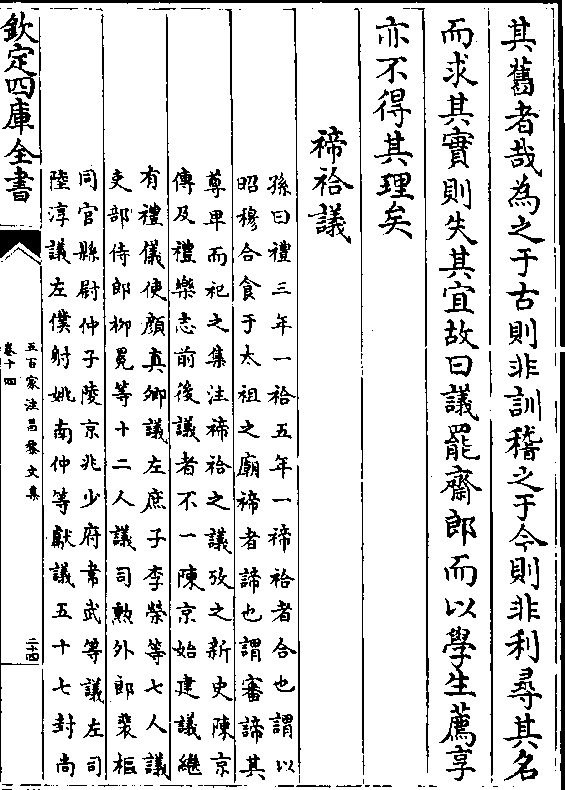 其舊者哉為之于古則非訓稽之于今則非利尋其名
而求其實則失其宜故曰議罷齋郎而以學生薦享
亦不得其理矣
禘祫議
孫曰禮三年一祫五年一禘祫者合也謂以
昭穆合食于太祖之廟禘者諦也謂審諦其
尊卑而祀之集注禘祫之議攷之新史陳京
傳及禮樂志前後議者不一陳京始建議繼
有禮儀使顏真卿議左庶子李嶸等七人議
吏部侍郎柳冕等十二人議司勲外郎裴樞
同官縣尉仲子陵京兆少府韋武等議左司
陸淳議左僕射姚南仲等獻議五十七封尚
欽定四庫全書
五百家注昌黎文集
卷十四
二十四